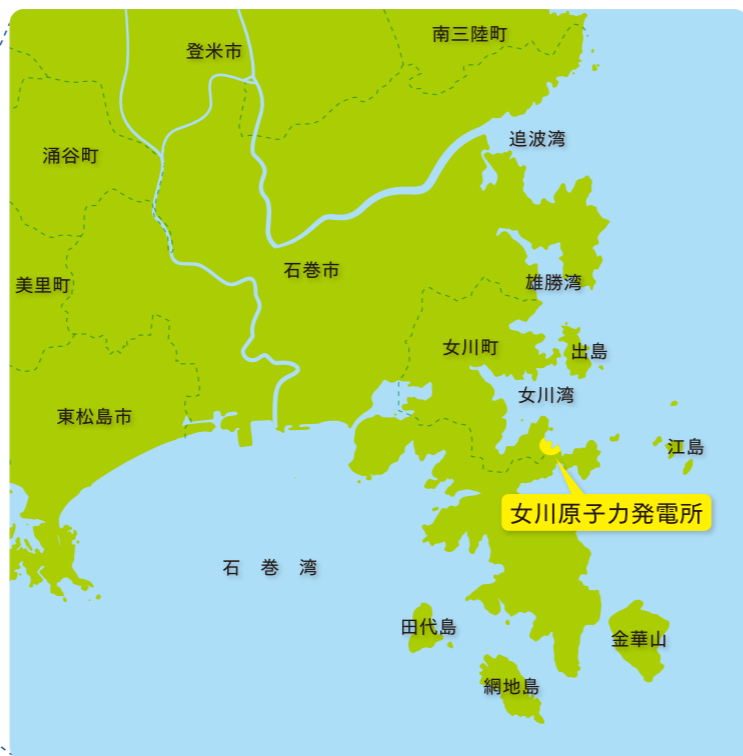 南三陸町
登米市
追波湾
涌谷町
石巻市
雄勝湾
美里町
女川町
出島
女川湾
東松島市
江島
女川原子力発電所
石巻湾
田代島
金華山
網地島